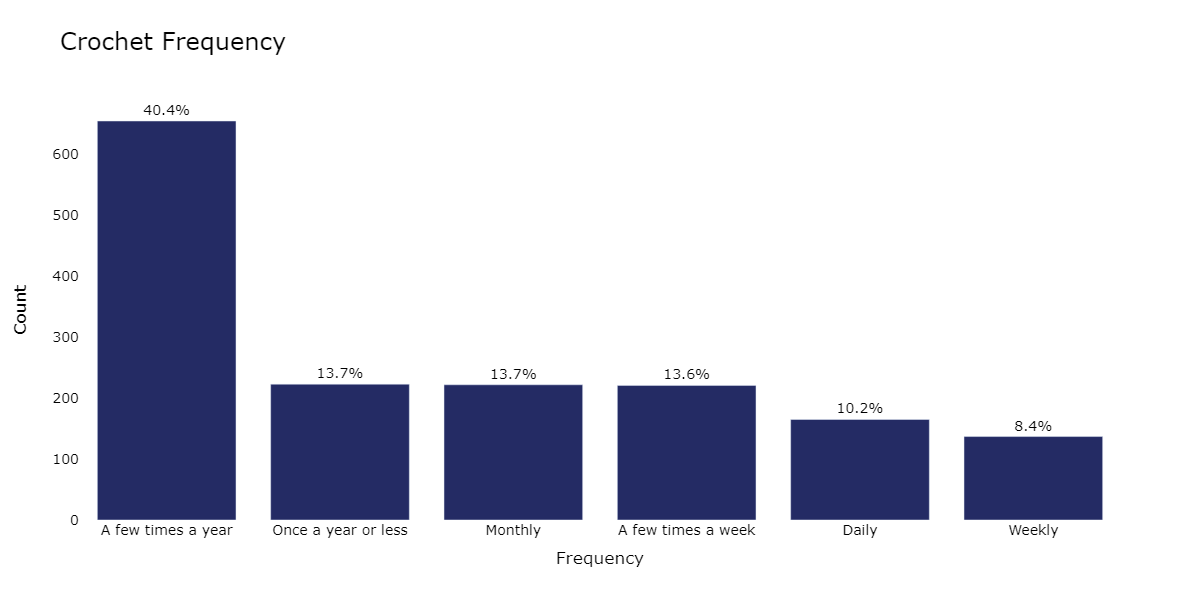 Crochet Frequency
40.4%
13.7%
13.7%
13.6%
10.2%
8.4%
600
500
400
300
200
100
0
Count
A few times a year
Once a year or less
Monthly
A few times a week
Daily
Weekly
Frequency